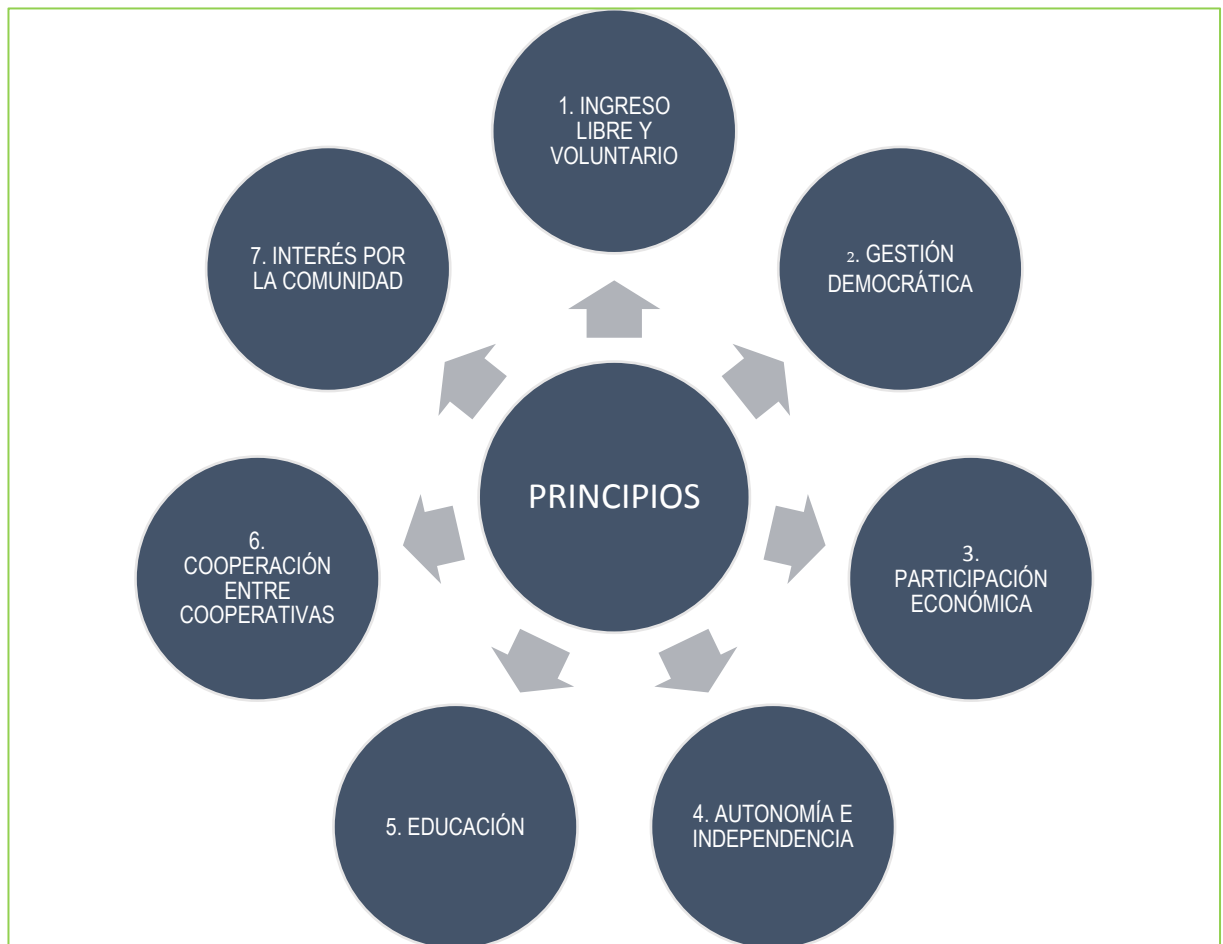 1. INGRESO
LIBRE Y
VOLUNTARIO
2. GESTIÓN
DEMOCRÁTICA
3.
PARTICIPACIÓN
ECONÓMICA
4. AUTONOMÍA E
INDEPENDENCIA
5. EDUCACIÓN
6.
COOPERACIÓN
ENTRE
COOPERATIVAS
7. INTERÉS POR
LA COMUNIDAD
PRINCIPIOS